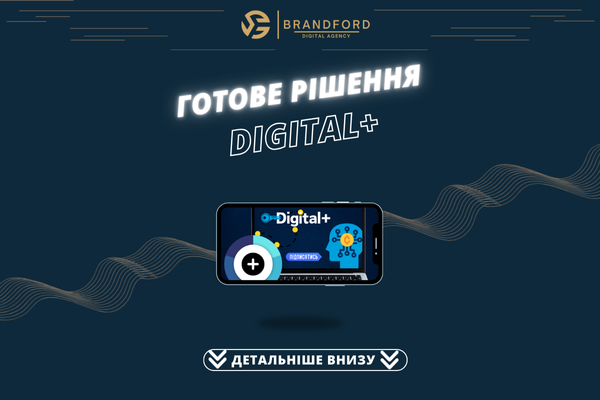 BRANDFORD
DIGITAL AGENCY
ГОТОВЕ РІШЕННЯ
DIGITAL+
Digital+
ПІДПИСАТИСЬ
ДЕТАЛЬНІШЕ ВНИЗУ